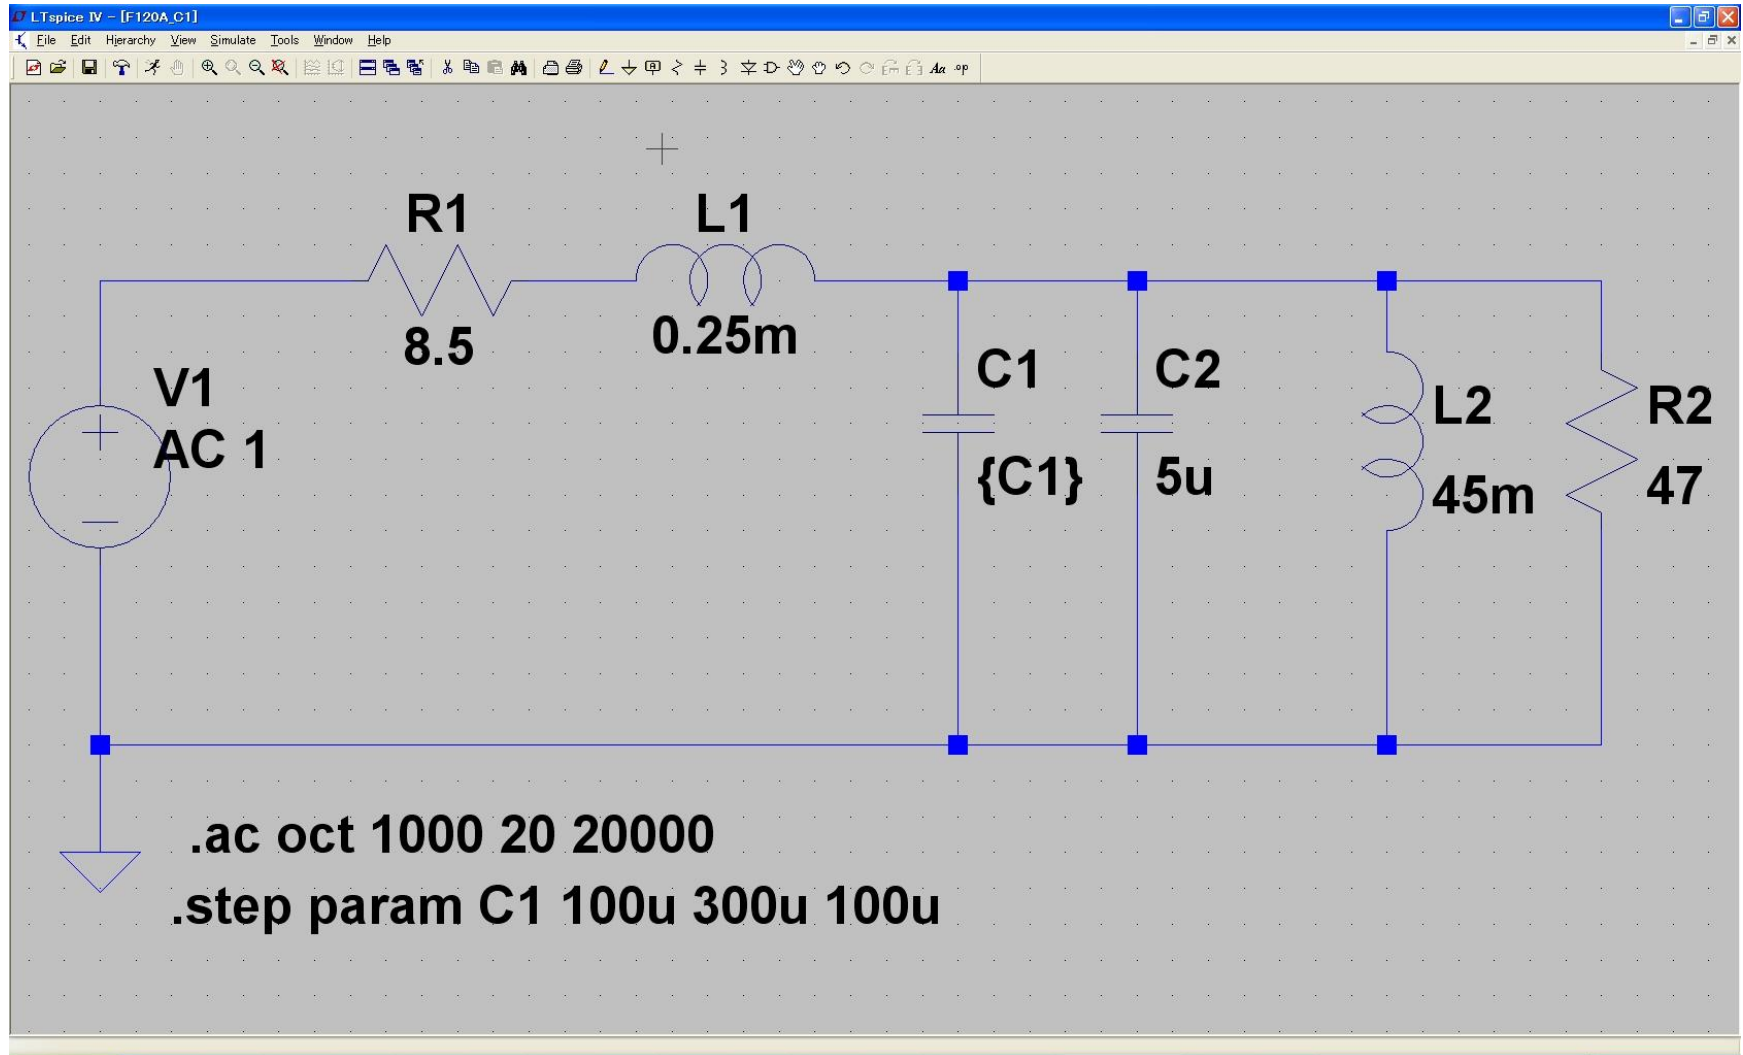 LTspice IV - [F120A_C1]
File Edit Hierarchy View Simulate Tools Window Help
Aa .op
R1
L1
8.5
0.25m
V1
AC 1
C1
{C1}
C2
5u
L2
45m
R2
47
.ac oct 1000 20 20000
.step param C1 100u 300u 100u